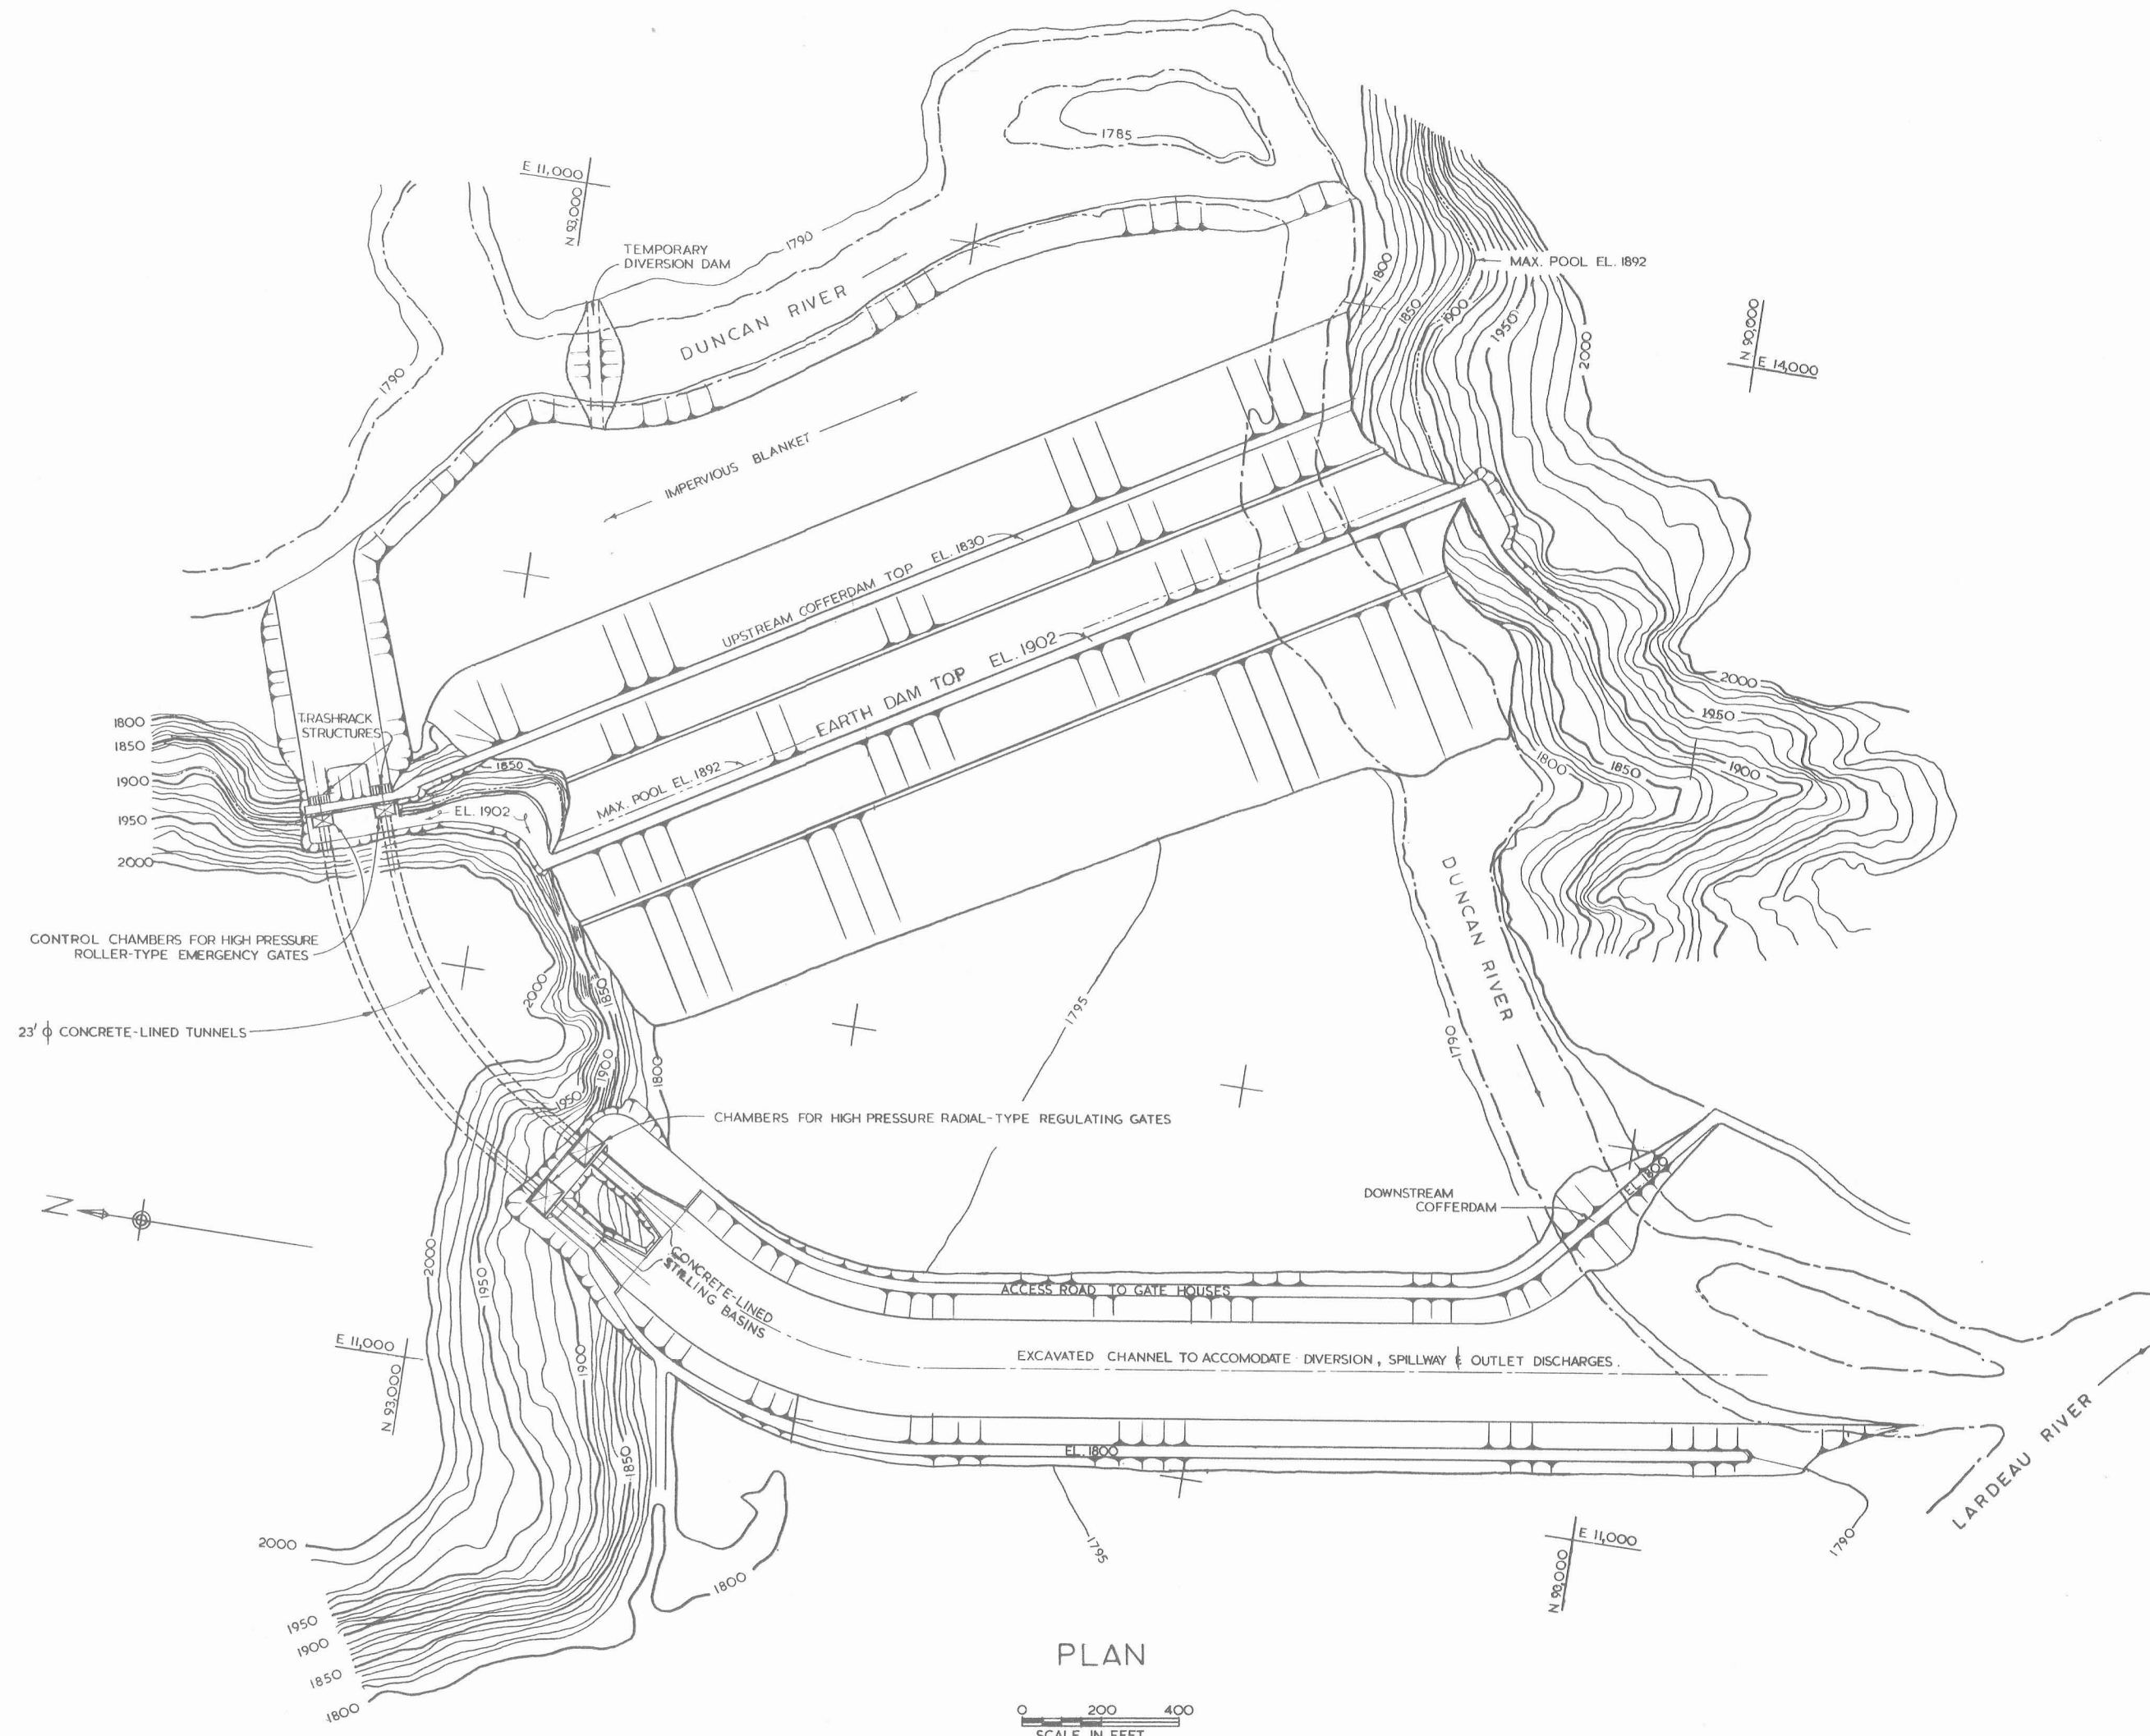 1785
E 11,000
N 93,000
TEMPORARY
DIVERSION DAM
1790
DUNCAN RIVER
1790
1800
MAX. POOL EL. 1892
1850
1900
1950
2000
N 90,000
E 14,000
IMPERVIOUS BLANKET
UPSTREAM COFFERDAM TOP EL. 1830
EARTH DAM TOP EL. 1902
MAX. POOL EL. 1892
TRASHRACK
STRUCTURES
1800
1850
1900
1950
2000
1850
EL. 1902
2000
1950
1900
1850
1800
CONTROL CHAMBERS FOR HIGH PRESSURE
ROLLER-TYPE EMERGENCY GATES
23' ϕ CONCRETE-LINED TUNNELS
2000
1850
1900
1950
1800
1795
DUNCAN RIVER
1790
CHAMBERS FOR HIGH PRESSURE RADIAL-TYPE REGULATING GATES
N
DOWNSTREAM
COFFERDAM
EL. 1800
CONCRETE-LINED
STILLING BASINS
ACCESS ROAD TO GATE HOUSES
EXCAVATED CHANNEL TO ACCOMODATE DIVERSION, SPILLWAY & OUTLET DISCHARGES.
2000
1950
1900
1850
E 11,000
N 93,000
EL. 1800
LARDEAU RIVER
1795
1790
E 11,000
N 90,000
2000
1950
1900
1850
1800
1800
PLAN
0 200 400
SCALE IN FEET